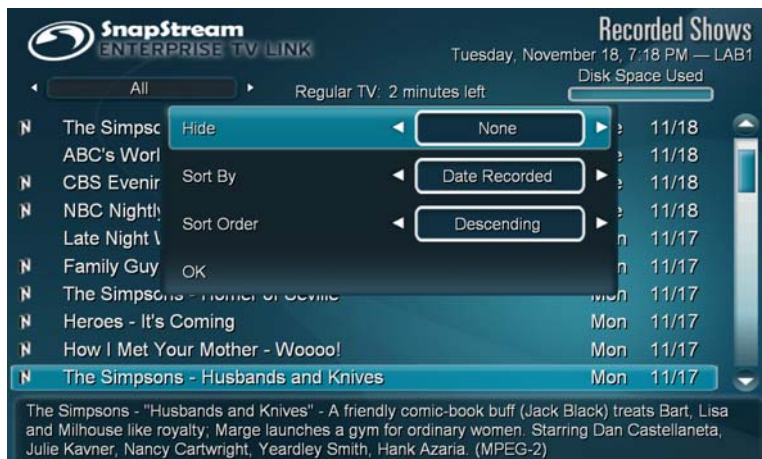 SnapStream
ENTERPRISE TV LINK
Recorded Shows
Tuesday, November 18, 7:18 PM — LAB1
All
Regular TV: 2 minutes left
Disk Space Used
N The Simpsc 11/18
ABC's Worl 11/18
N CBS Evenir 11/18
N NBC Nightly 11/18
Late Night 11/17
N Family Guy 11/17
N The Simpsons - Homer of Seville Mon 11/17
N Heroes - It's Coming Mon 11/17
N How I Met Your Mother - Woooo! Mon 11/17
N The Simpsons - Husbands and Knives Mon 11/17
Hide None
Sort By Date Recorded
Sort Order Descending
OK
The Simpsons - "Husbands and Knives" - A friendly comic-book buff (Jack Black) treats Bart, Lisa
and Milhouse like royalty; Marge launches a gym for ordinary women. Starring Dan Castellaneta,
Julie Kavner, Nancy Cartwright, Yeardley Smith, Hank Azaria. (MPEG-2)